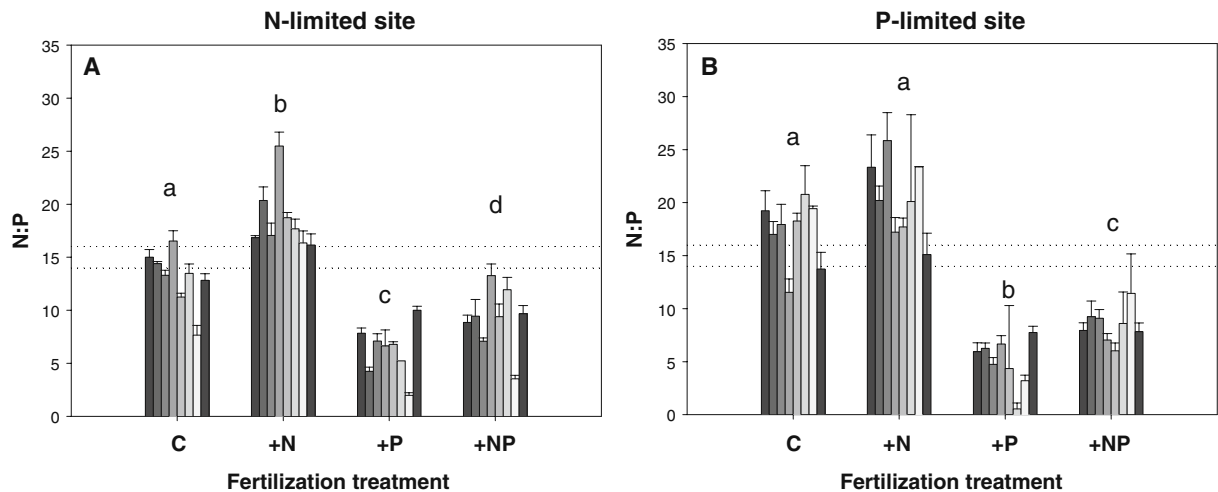 N-limited site
P-limited site
A
35
30
25
20
15
10
5
0
N:P
a
b
c
d
C
+N
+P
+NP
Fertilization treatment
B
35
30
25
20
15
10
5
0
N:P
a
a
b
c
C
+N
+P
+NP
Fertilization treatment